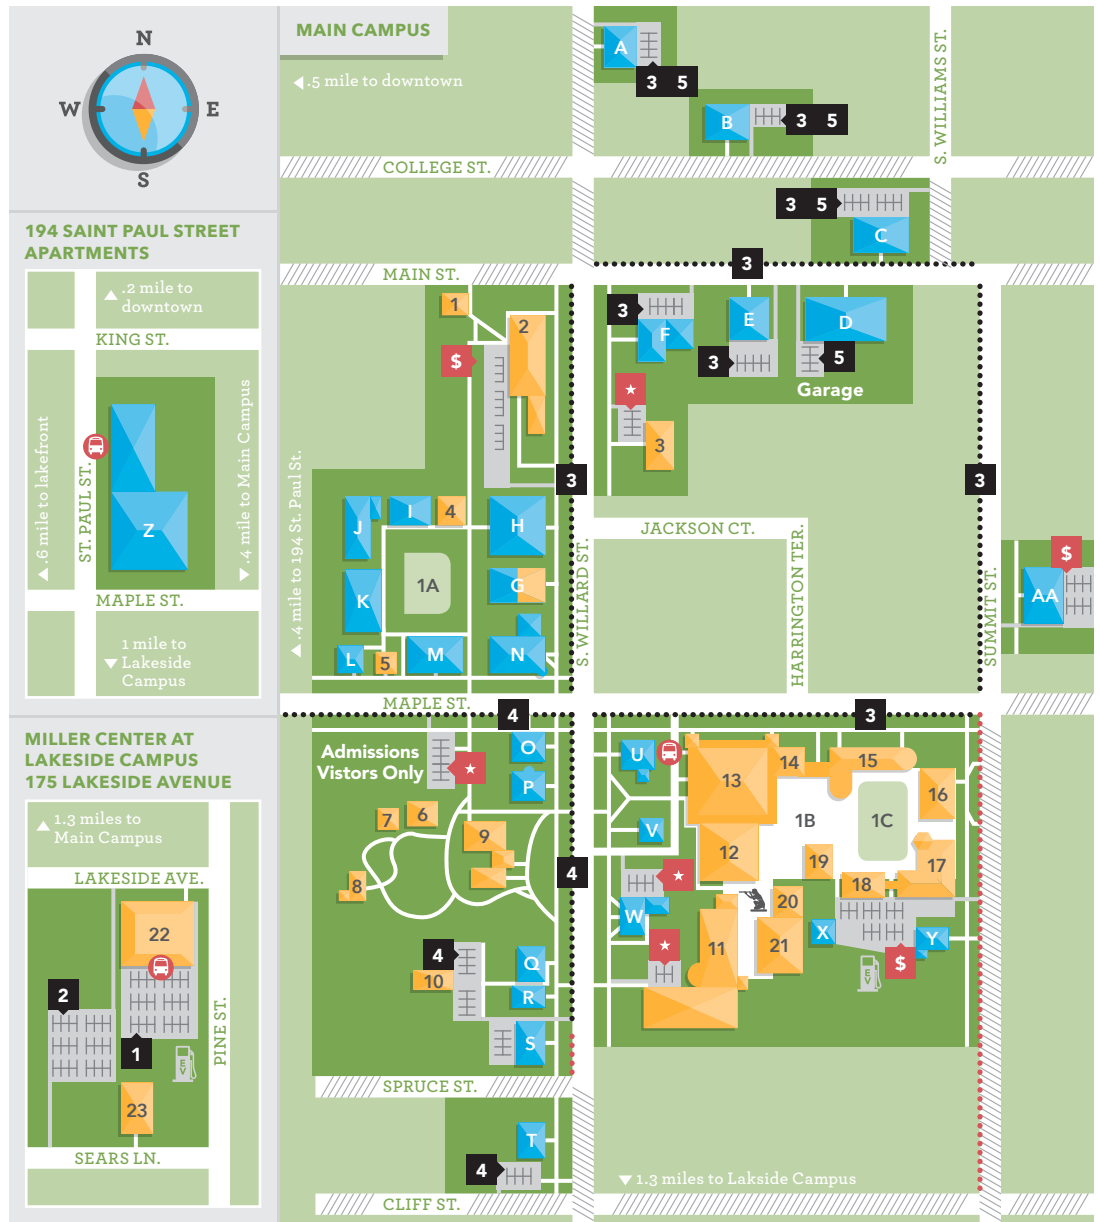 N
W E
S
MAIN CAMPUS
.5 mile to downtown
S. WILLIAMS ST.
A
3 5
B
3 5
COLLEGE ST.
3 5
C
MAIN ST.
3
194 SAINT PAUL STREET
APARTMENTS
.2 mile to
downtown
KING ST.
.6 mile to lakefront
ST. PAUL ST.
Z
.4 mile to Main Campus
MAPLE ST.
1 mile to
Lakeside
Campus
1
2
$
3
F
E
D
3
5
Garage
★
3
3
3
.4 mile to 194 St. Paul St.
J
I
4
H
JACKSON CT.
S. WILLARD ST.
HARRINGTON TER.
SUMMIT ST.
$
AA
K
1A
G
L
5
M
N
MAPLE ST.
4
3
MILLER CENTER AT
LAKESIDE CAMPUS
175 LAKESIDE AVENUE
1.3 miles to
Main Campus
LAKESIDE AVE.
22
2
1
EV
PINE ST.
23
SEARS LN.
Admissions
Vistors Only
★
O
P
7
6
9
8
4
U
13
14
15
16
V
1B
1C
12
19
17
★
18
W
20
★
11
21
X
Y
$
EV
4
10
Q
R
S
SPRUCE ST.
T
4
1.3 miles to Lakside Campus
CLIFF ST.